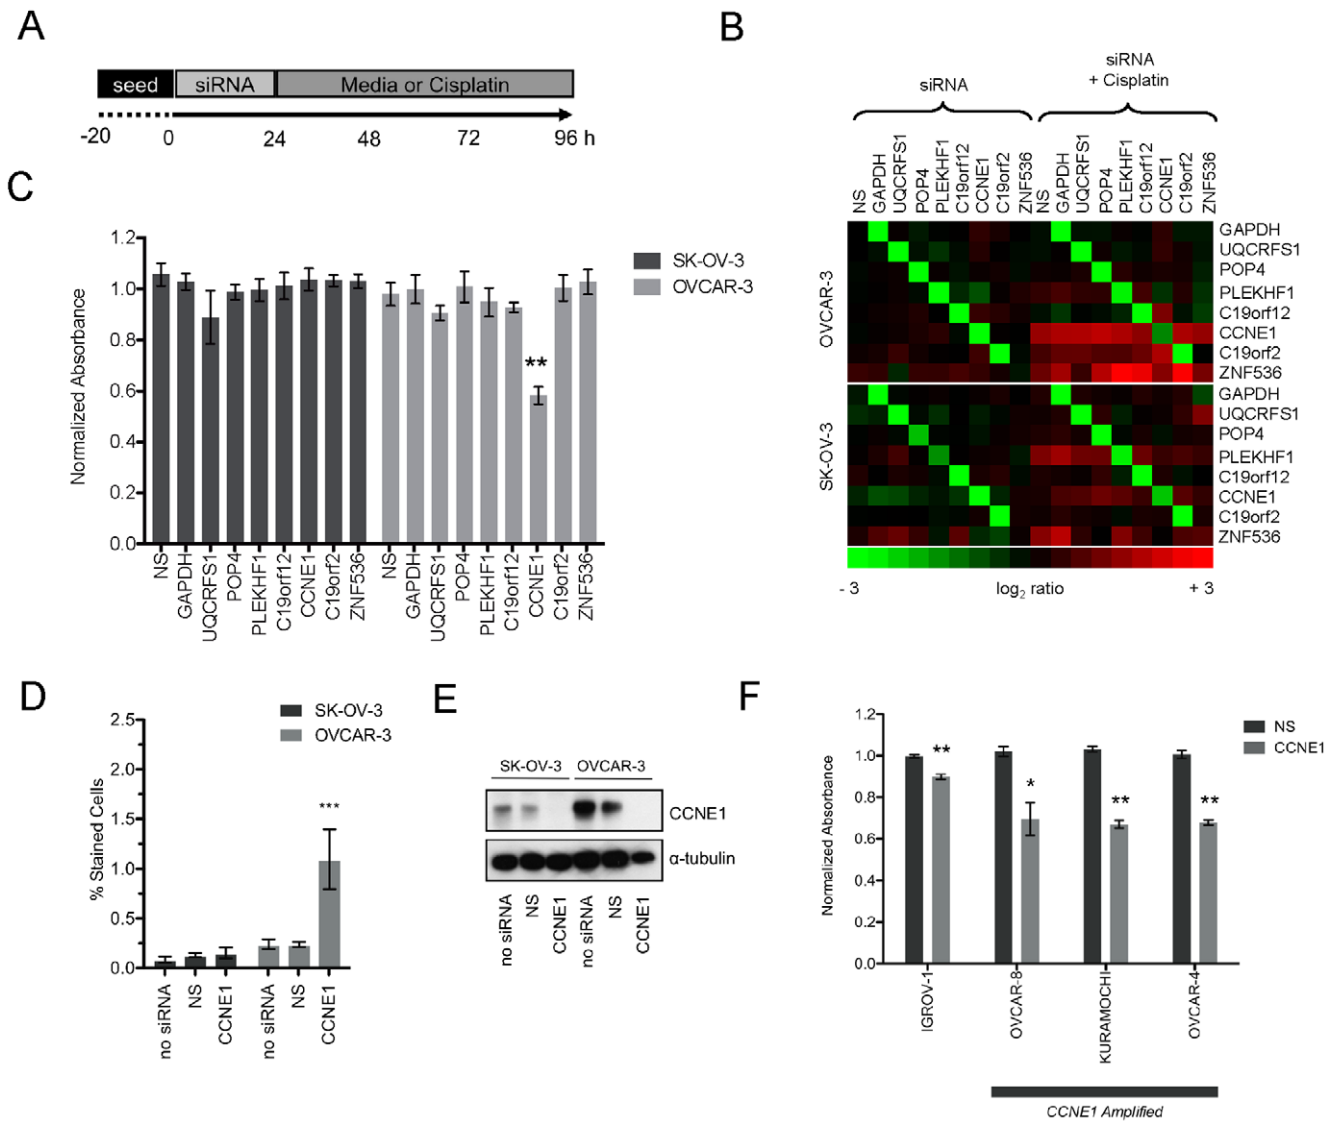 A
seed siRNA Media or Cisplatin
-20 0 24 48 72 96 h
B
siRNA
siRNA + Cisplatin
NS GAPDH UQCRFS1 POP4 PLEKHF1 C19orf12 CCNE1 C19orf2 ZNF536 NS GAPDH UQCRFS1 POP4 PLEKHF1 C19orf12 CCNE1 C19orf2 ZNF536
OVCAR-3
GAPDH
UQCRFS1
POP4
PLEKHF1
C19orf12
CCNE1
C19orf2
ZNF536
SK-OV-3
GAPDH
UQCRFS1
POP4
PLEKHF1
C19orf12
CCNE1
C19orf2
ZNF536
- 3 log2 ratio + 3
C
Normalized Absorbance
1.2
1.0
0.8
0.6
0.4
0.2
0.0
**
SK-OV-3
OVCAR-3
NS GAPDH UQCRFS1 POP4 PLEKHF1 C19orf12 CCNE1 C19orf2 ZNF536 NS GAPDH UQCRFS1 POP4 PLEKHF1 C19orf12 CCNE1 C19orf2 ZNF536
D
SK-OV-3
OVCAR-3
% Stained Cells
2.5
2.0
1.5
1.0
0.5
0.0
***
no siRNA NS CCNE1 no siRNA NS CCNE1
E
SK-OV-3 OVCAR-3
CCNE1
α-tubulin
no siRNA NS CCNE1 no siRNA NS CCNE1
F
NS
CCNE1
Normalized Absorbance
1.2
1.0
0.8
0.6
0.4
0.2
0.0
** * ** **
IGROV-1 OVCAR-8 KURAMOCHI OVCAR-4
CCNE1 Amplified